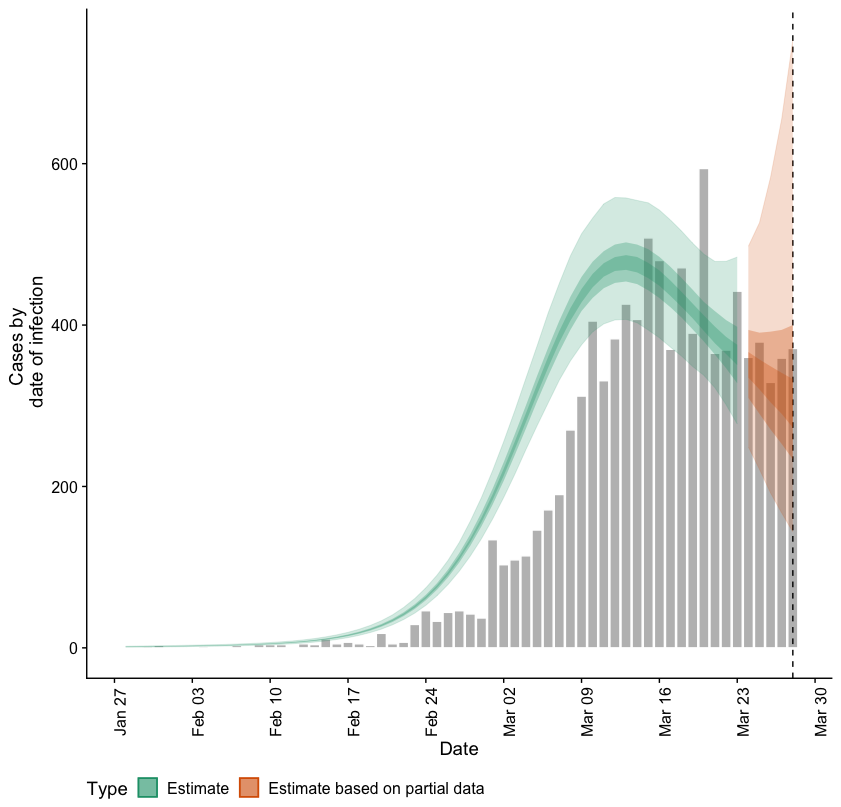 Cases by
date of infection
600
400
200
0
Jan 27
Feb 03
Feb 10
Feb 17
Feb 24
Mar 02
Mar 09
Mar 16
Mar 23
Mar 30
Date
Type Estimate Estimate based on partial data